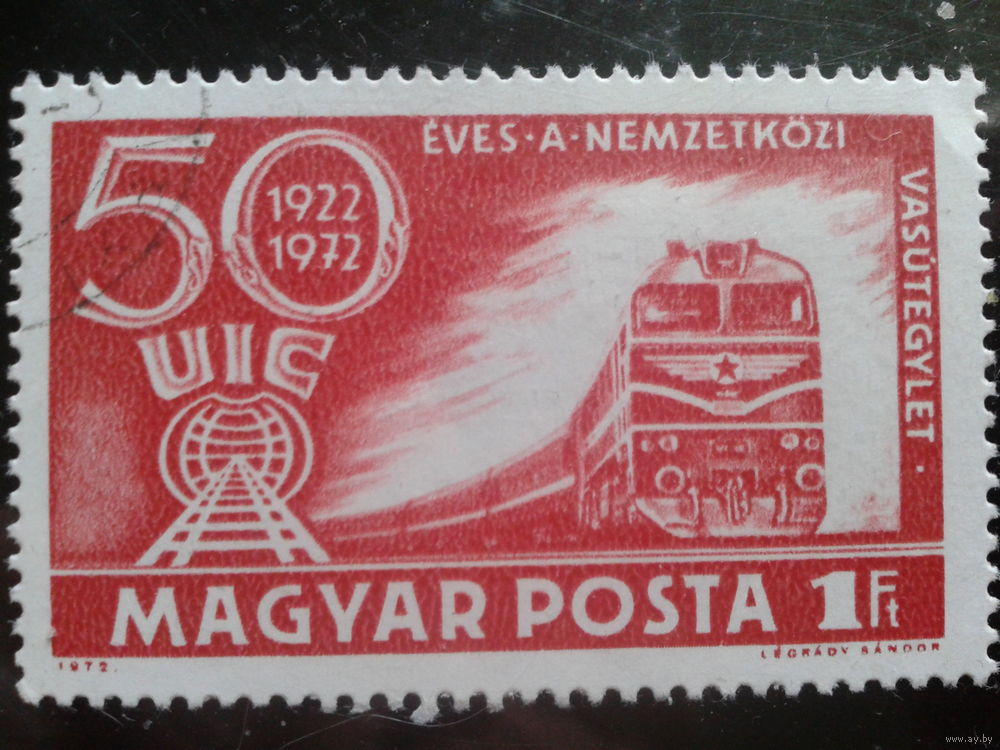 50
1922
1972
ÉVES·A·NEMZETKÖZI
VASÚTEGYLET·
UIC
MAGYAR POSTA 1Ft
1972.
LÉGRÁDY SÁNDOR
www.ay.by